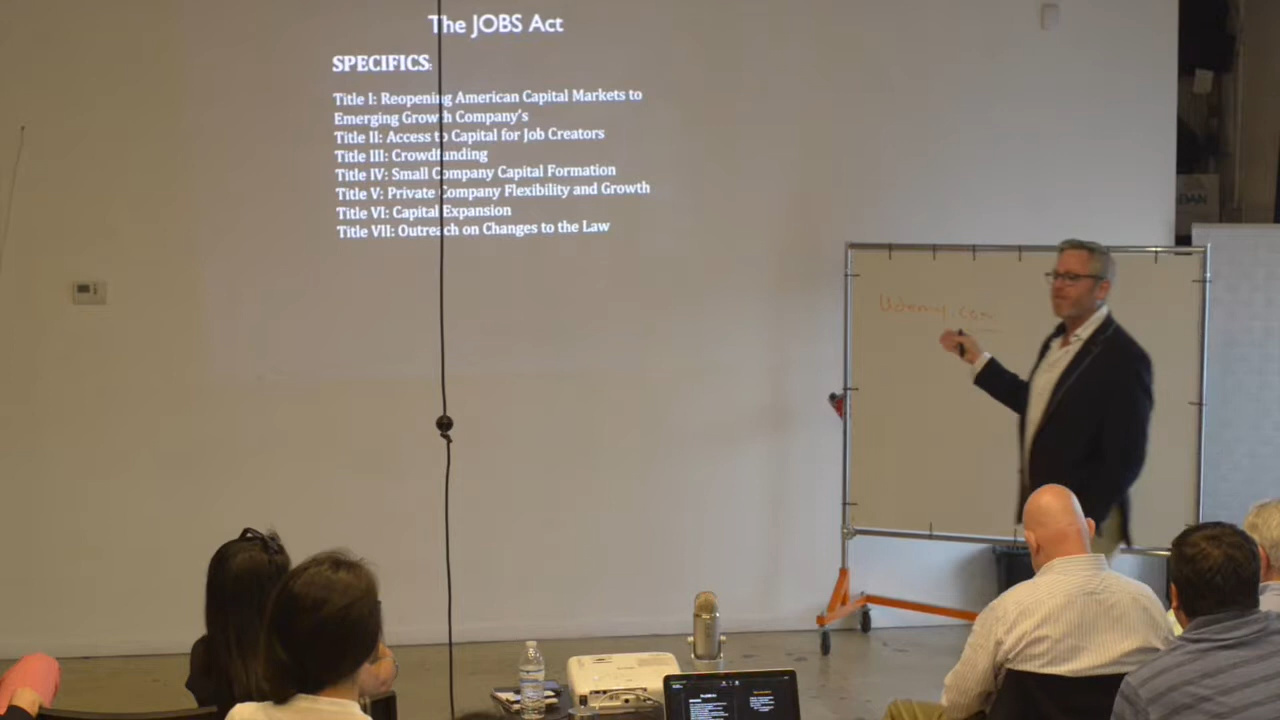 The JOBS Act
SPECIFICS:
Title I: Reopening American Capital Markets to
Emerging Growth Company's
Title II: Access to Capital for Job Creators
Title III: Crowdfunding
Title IV: Small Company Capital Formation
Title V: Private Company Flexibility and Growth
Title VI: Capital Expansion
Title VII: Outreach on Changes to the Law
Udemy.com